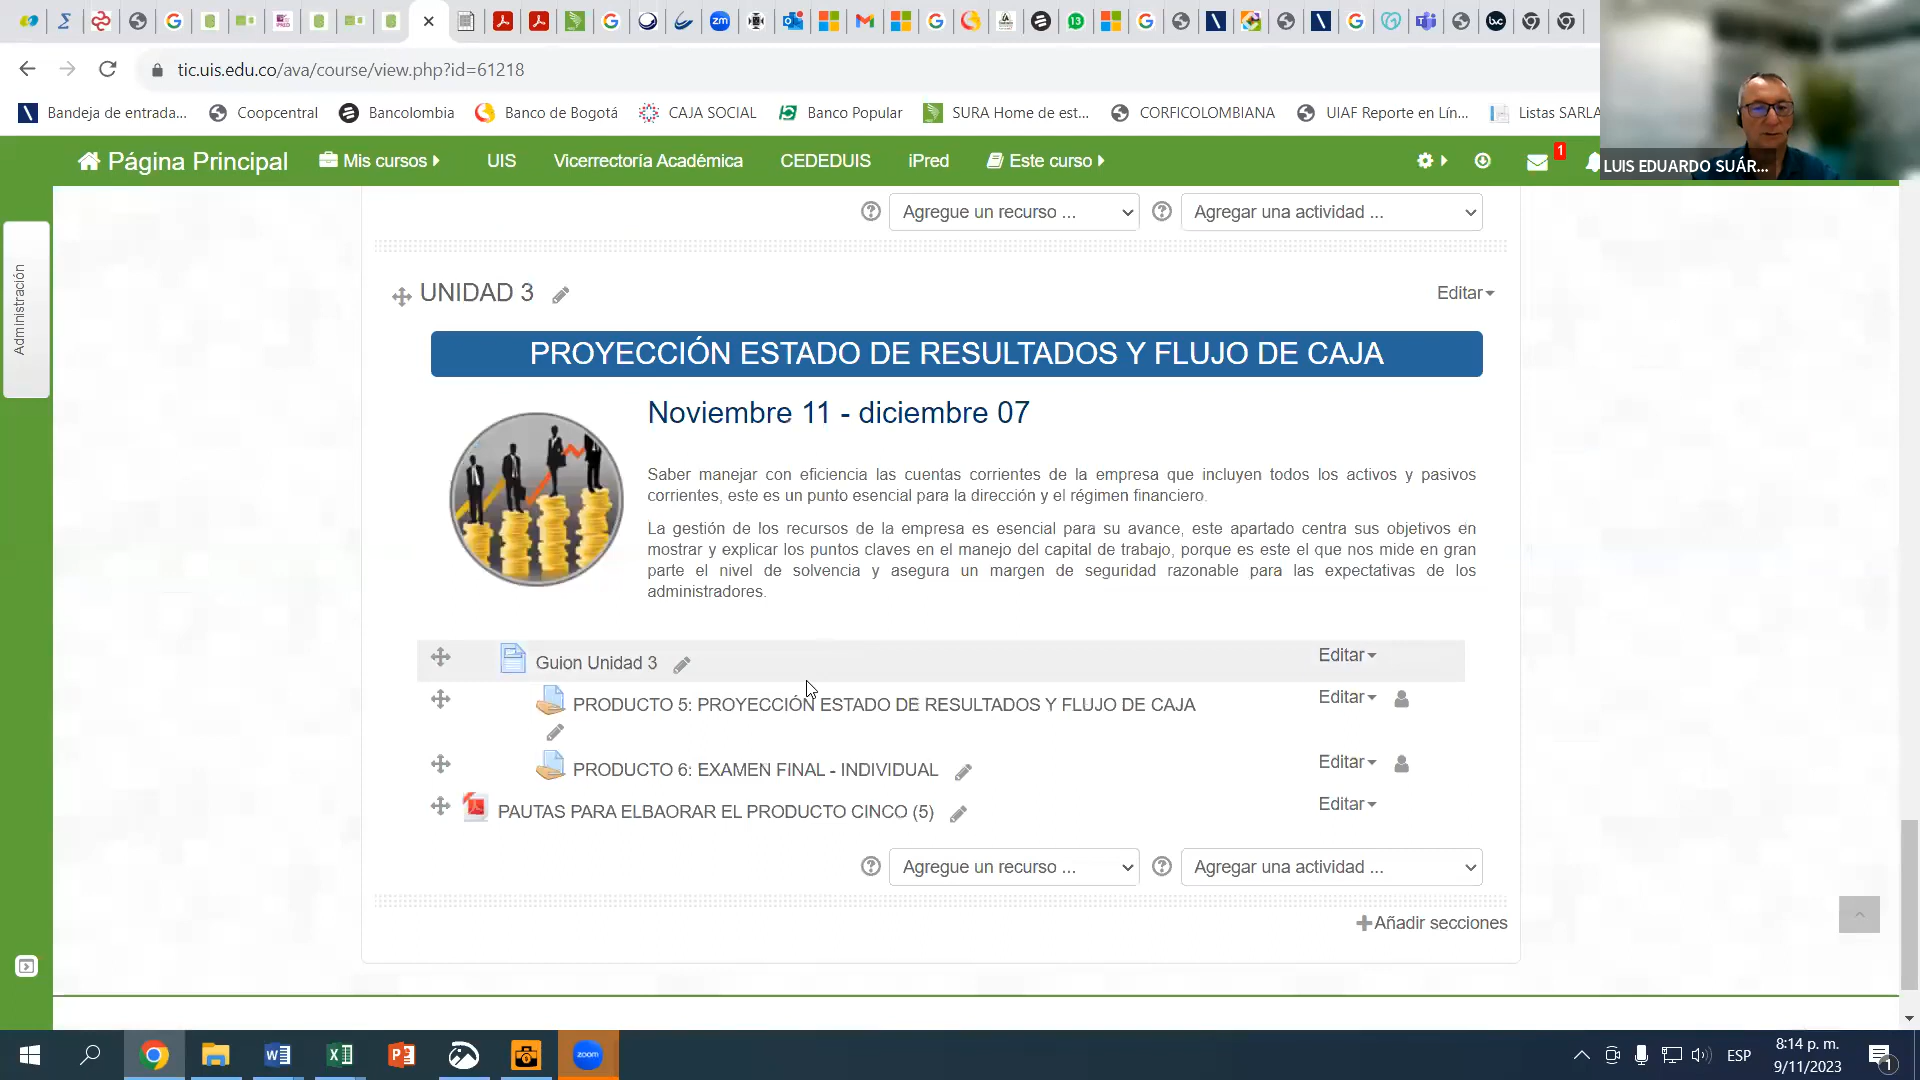 13
bvc
tic.uis.edu.co/ava/course/view.php?id=61218
Bandeja de entrada...
Coopcentral
Bancolombia
Banco de Bogotá
CAJA SOCIAL
Banco Popular
SURA Home de est...
CORFICOLOMBIANA
UIAF Reporte en Lín...
Listas SARLA
LUIS EDUARDO SUÁR...
Página Principal
Mis cursos
UIS
Vicerrectoría Académica
CEDEDUIS
iPred
Este curso
1
Administración
Agregue un recurso ...
Agregar una actividad ...
UNIDAD 3
Editar
PROYECCIÓN ESTADO DE RESULTADOS Y FLUJO DE CAJA
Noviembre 11 - diciembre 07
Saber manejar con eficiencia las cuentas corrientes de la empresa que incluyen todos los activos y pasivos
corrientes, este es un punto esencial para la dirección y el régimen financiero.
La gestión de los recursos de la empresa es esencial para su avance, este apartado centra sus objetivos en
mostrar y explicar los puntos claves en el manejo del capital de trabajo, porque es este el que nos mide en gran
parte el nivel de solvencia y asegura un margen de seguridad razonable para las expectativas de los
administradores.
Guion Unidad 3
Editar
PRODUCTO 5: PROYECCIÓN ESTADO DE RESULTADOS Y FLUJO DE CAJA
Editar
PRODUCTO 6: EXAMEN FINAL - INDIVIDUAL
Editar
PAUTAS PARA ELBAORAR EL PRODUCTO CINCO (5)
Editar
Agregue un recurso ...
Agregar una actividad ...
Añadir secciones
zoom
ESP
8:14 p. m.
9/11/2023
1